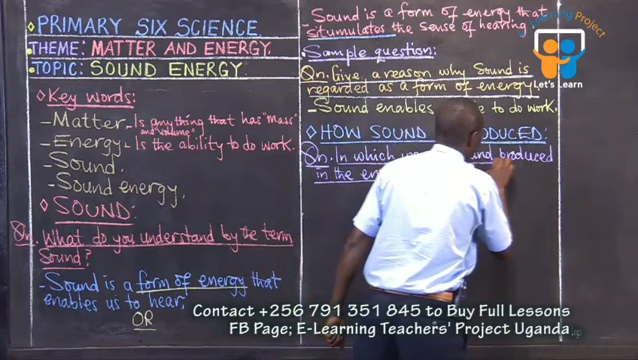 PRIMARY SIX SCIENCE.
THEME: MATTER AND ENERGY.
TOPIC: SOUND ENERGY.
Key words:
- Matter - Is anything that has "mass"
and volume"
- Energy - Is the ability to do work.
- Sound.
- Sound energy.
SOUND:
Qn. What do you understand by the term
Sound?
- Sound is a form of energy that
enables us to hear.
OR
Sound is a form of energy that
stumulates the sense of hearing
Sample question:
Qn. Give a reason why Sound is
regarded as a form of energy
- Sound enables to do work.
HOW SOUND
Qn. In which produced
in the
Learning Project
Let's Learn
Contact +256 791 351 845 to Buy Full Lessons
FB Page; E-Learning Teachers' Project Uganda